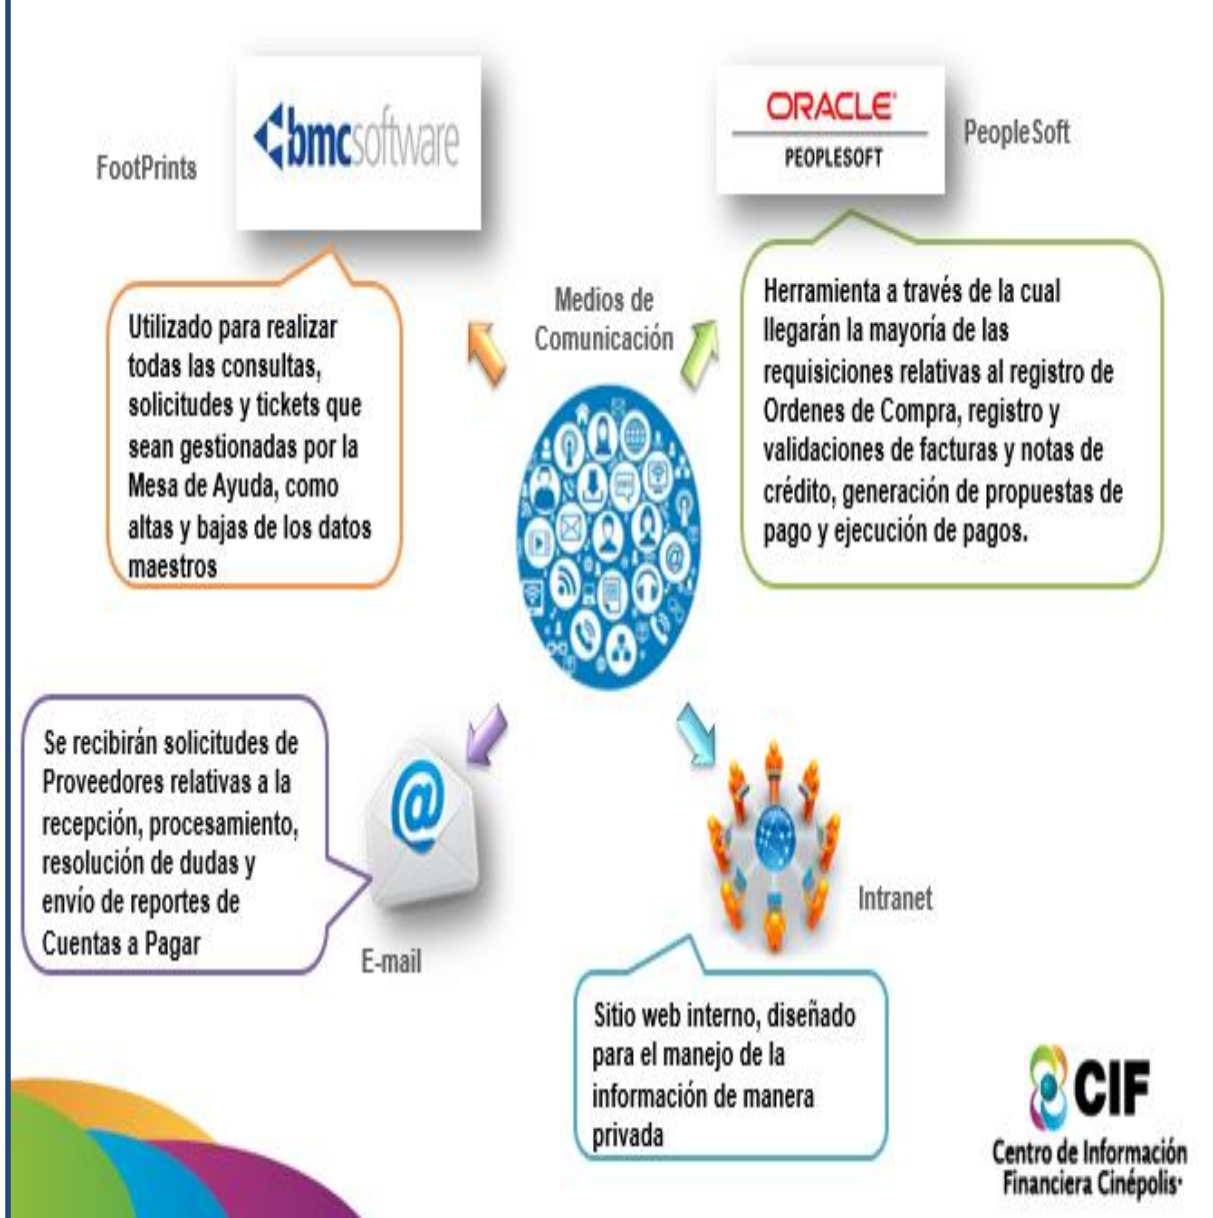 FootPrints
bmcsoftware
ORACLE®
PEOPLESOFT
PeopleSoft
Utilizado para realizar
todas las consultas,
solicitudes y tickets que
sean gestionadas por la
Mesa de Ayuda, como
altas y bajas de los datos
maestros
Medios de
Comunicación
Herramienta a través de la cual
llegarán la mayoría de las
requisiciones relativas al registro de
Ordenes de Compra, registro y
validaciones de facturas y notas de
crédito, generación de propuestas de
pago y ejecución de pagos.
Se recibirán solicitudes de
Proveedores relativas a la
recepción, procesamiento,
resolución de dudas y
envío de reportes de
Cuentas a Pagar
@
E-mail
Intranet
Sitio web interno, diseñado
para el manejo de la
información de manera
privada
CIF
Centro de Información
Financiera Cinépolis